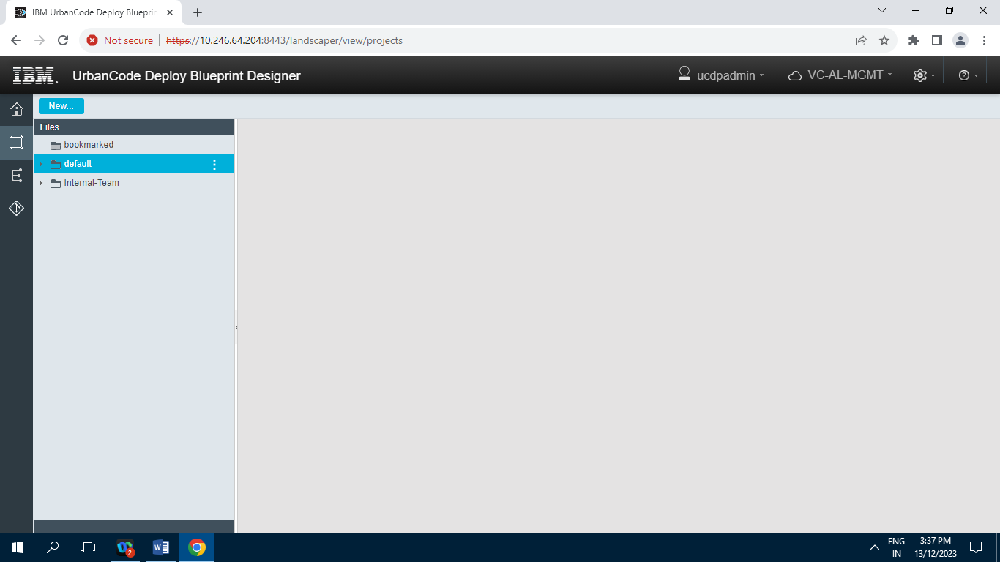 IBM UrbanCode Deploy Blueprin
Not secure
https://10.246.64.204:8443/landscaper/view/projects
IBM. UrbanCode Deploy Blueprint Designer
ucdpadmin
VC-AL-MGMT
New...
Files
bookmarked
default
Internal-Team
2
ENG
IN
3:37 PM
13/12/2023